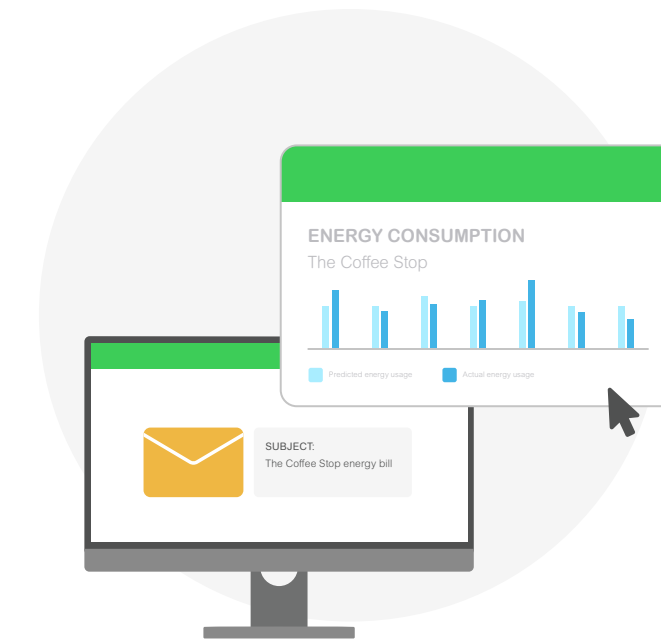 ENERGY CONSUMPTION
The Coffee Stop
Predicted energy usage
Actual energy usage
SUBJECT:
The Coffee Stop energy bill